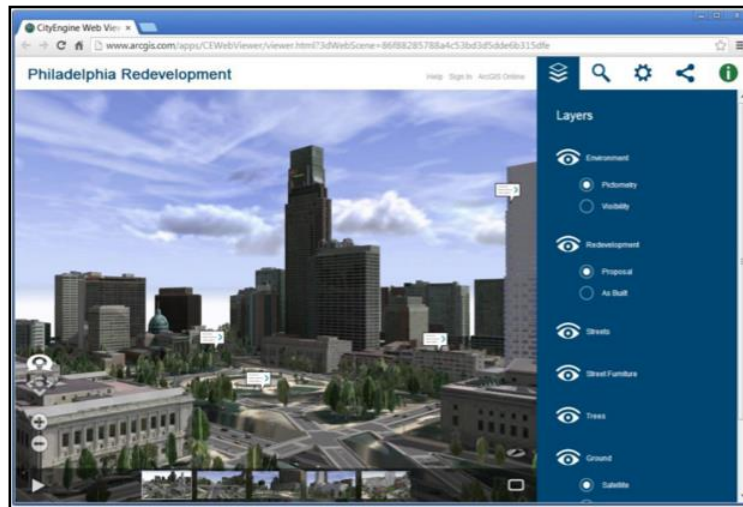 CityEngine Web View
www.arcgis.com/apps/CEWebViewer/viewer.html?3dWebScene=86f88285788a4c53bd3d5dde6b315dfe
Philadelphia Redevelopment
Help Sign In ArcGIS Online
Layers
Environment
Pictometry
Visibility
Redevelopment
Proposal
As Built
Streets
Street Furniture
Trees
Ground
Satellite